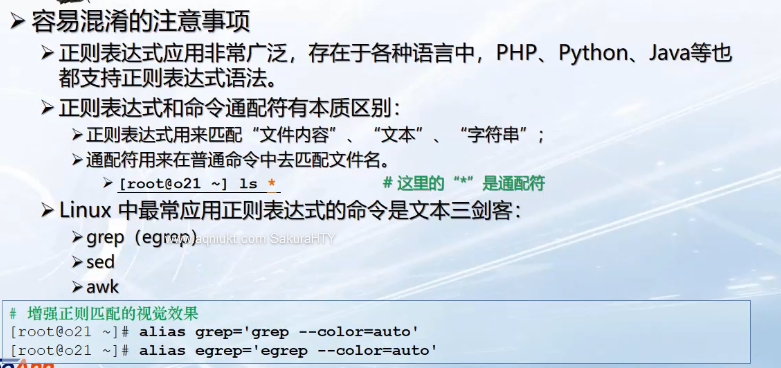 容易混淆的注意事项
正则表达式应用非常广泛，存在于各种语言中，PHP、Python、Java等也
都支持正则表达式语法。
正则表达式和命令通配符有本质区别：
正则表达式用来匹配“文件内容”、“文本”、“字符串”；
通配符用来在普通命令中去匹配文件名。
[root@o21 ~] ls * # 这里的“*”是通配符
Linux 中最常应用正则表达式的命令是文本三剑客：
grep（egrep）
sed
awk
# 增强正则匹配的视觉效果
[root@o21 ~]# alias grep='grep --color=auto'
[root@o21 ~]# alias egrep='egrep --color=auto'